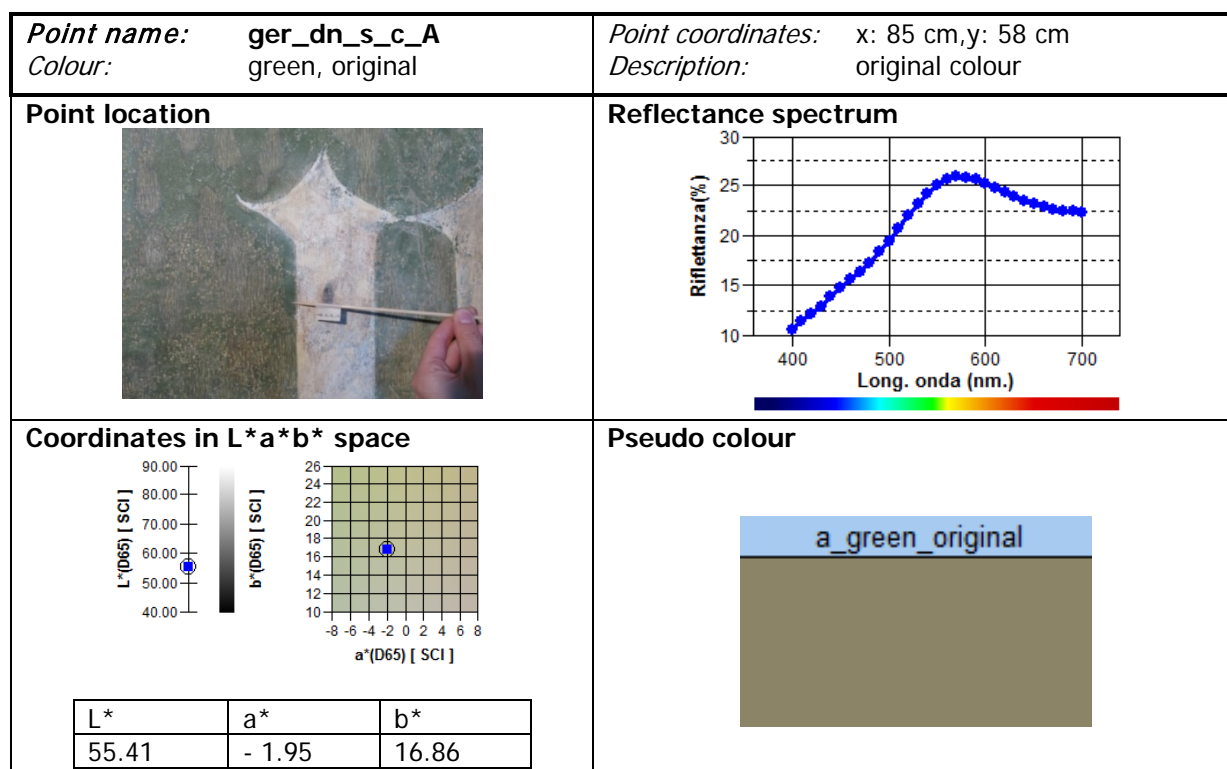 Point name: ger_dn_s_c_A
Colour: green, original
Point coordinates: x: 85 cm,y: 58 cm
Description: original colour
Point location
Reflectance spectrum
Riflettanza(%)
30
25
20
15
10
400 500 600 700
Long. onda (nm.)
Coordinates in L*a*b* space
L*(D65) [ SCI ]
90.00
80.00
70.00
60.00
50.00
40.00
b*(D65) [ SCI ]
26
24
22
20
18
16
14
12
10
-8 -6 -4 -2 0 2 4 6 8
a*(D65) [ SCI ]
L* a* b*
55.41 - 1.95 16.86
Pseudo colour
a_green_original